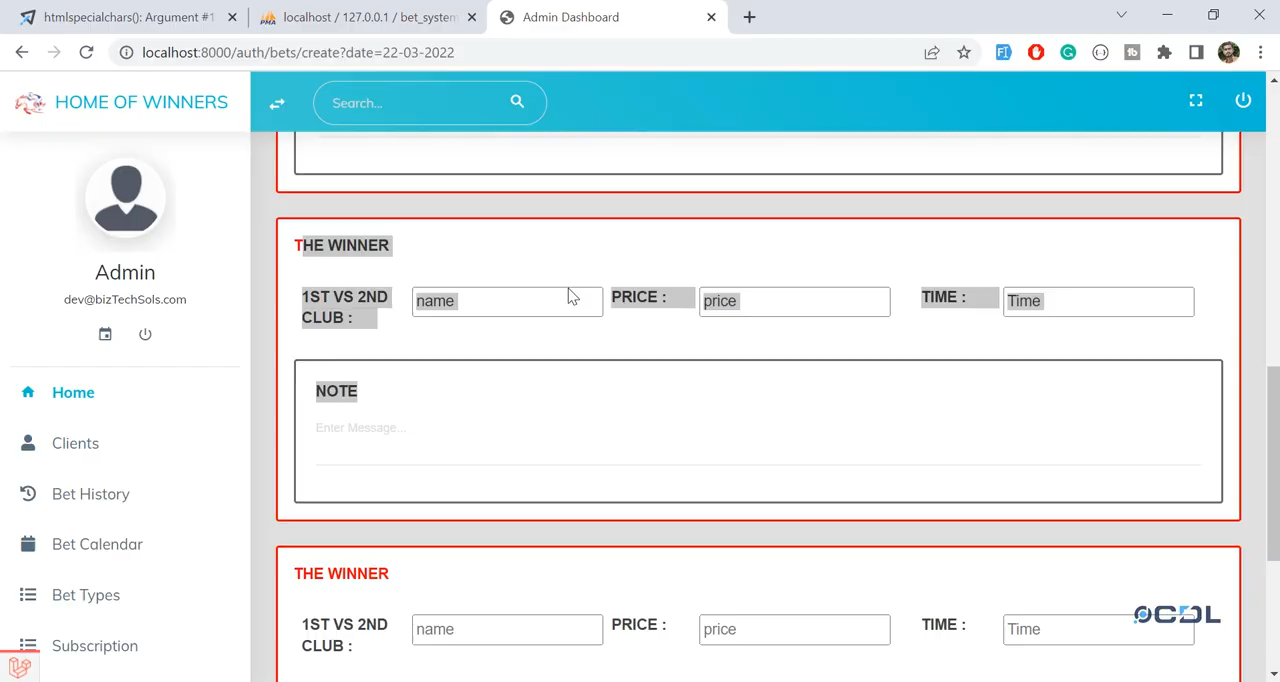 htmlspecialchars(): Argument #1
localhost / 127.0.0.1 / bet_system
Admin Dashboard
localhost:8000/auth/bets/create?date=22-03-2022
HOME OF WINNERS
Search...
Admin
dev@bizTechSols.com
Home
Clients
Bet History
Bet Calendar
Bet Types
Subscription
THE WINNER
1ST VS 2ND
CLUB :
name
PRICE :
price
TIME :
Time
NOTE
Enter Message...
THE WINNER
1ST VS 2ND
CLUB :
name
PRICE :
price
TIME :
Time